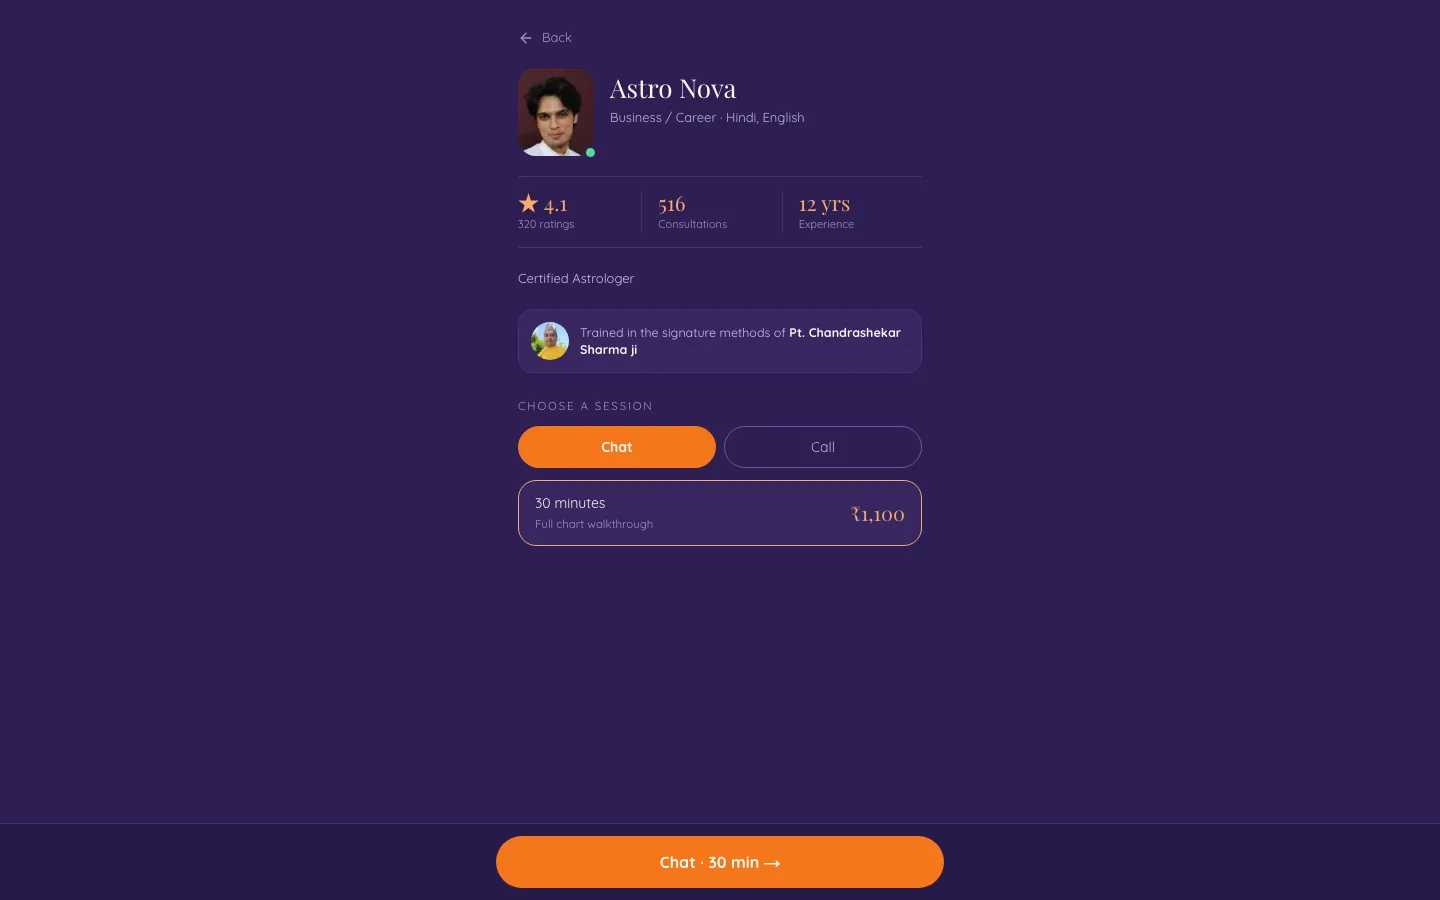 ← Back
Astro Nova
Business / Career · Hindi, English
★ 4.1
320 ratings
516
Consultations
12 yrs
Experience
Certified Astrologer
Trained in the signature methods of Pt. Chandrashekar
Sharma ji
CHOOSE A SESSION
Chat
Call
30 minutes
Full chart walkthrough
₹1,100
Chat · 30 min →